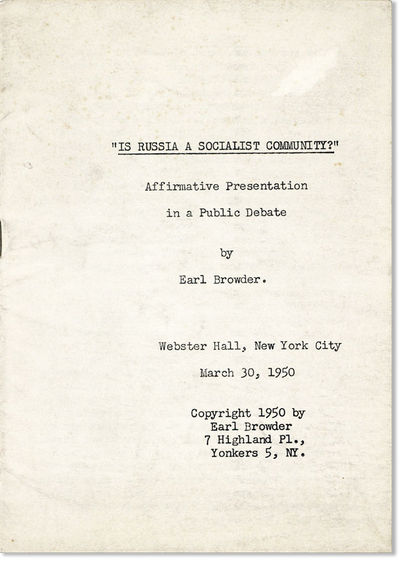 "IS RUSSIA A SOCIALIST COMMUNITY?"
Affirmative Presentation
in a Public Debate
by
Earl Browder.
Webster Hall, New York City
March 30, 1950
Copyright 1950 by
Earl Browder
7 Highland Pl.,
Yonkers 5, NY.